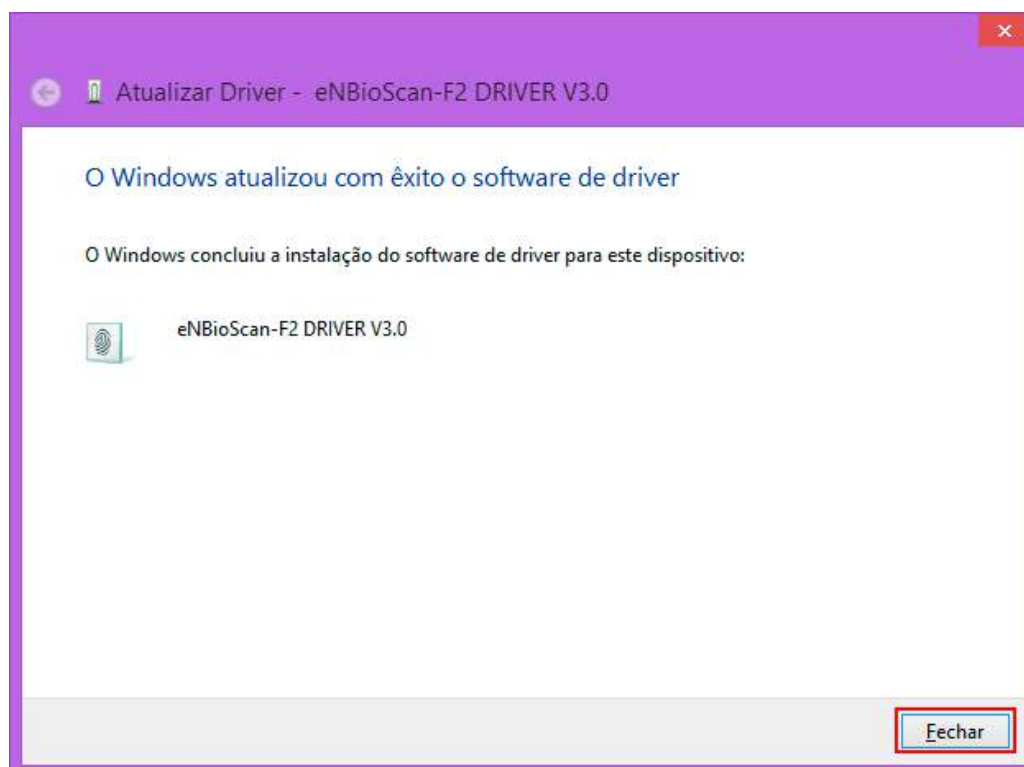 Atualizar Driver - eNBioScan-F2 DRIVER V3.0
O Windows atualizou com êxito o software de driver
O Windows concluiu a instalação do software de driver para este dispositivo:
eNBioScan-F2 DRIVER V3.0
Fechar